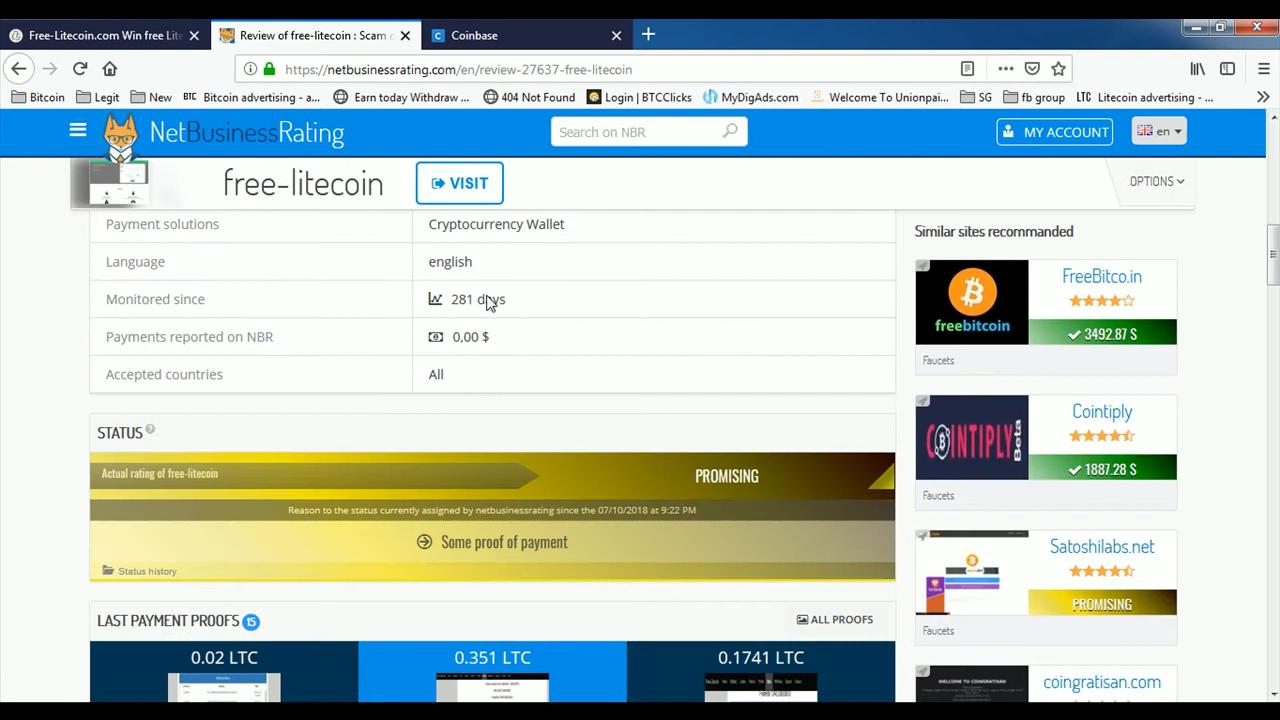 Free-Litecoin.com Win free Lite
Review of free-litecoin : Scam o
Coinbase
https://netbusinessrating.com/en/review-27637-free-litecoin
Bitcoin
Legit
New
BTC Bitcoin advertising - a...
Earn today Withdraw ...
404 Not Found
Login | BTCClicks
MyDigAds.com
Welcome To Unionpai...
SG
fb group
LTC Litecoin advertising - ...
NetBusinessRating
Search on NBR
MY ACCOUNT
en
free-litecoin
VISIT
OPTIONS
Payment solutions
Cryptocurrency Wallet
Language
english
Monitored since
281 days
Payments reported on NBR
0,00 $
Accepted countries
All
STATUS
Actual rating of free-litecoin
PROMISING
Reason to the status currently assigned by netbusinessrating since the 07/10/2018 at 9:22 PM
Some proof of payment
Status history
LAST PAYMENT PROOFS 15
ALL PROOFS
0.02 LTC
0.351 LTC
0.1741 LTC
Similar sites recommanded
freebitcoin
FreeBitco.in
3492.87 $
Faucets
COINTIPLY
Beta
Cointiply
1887.28 $
Faucets
Satoshilabs.net
PROMISING
Faucets
WELCOME TO COINGRATISAN
coingratisan.com